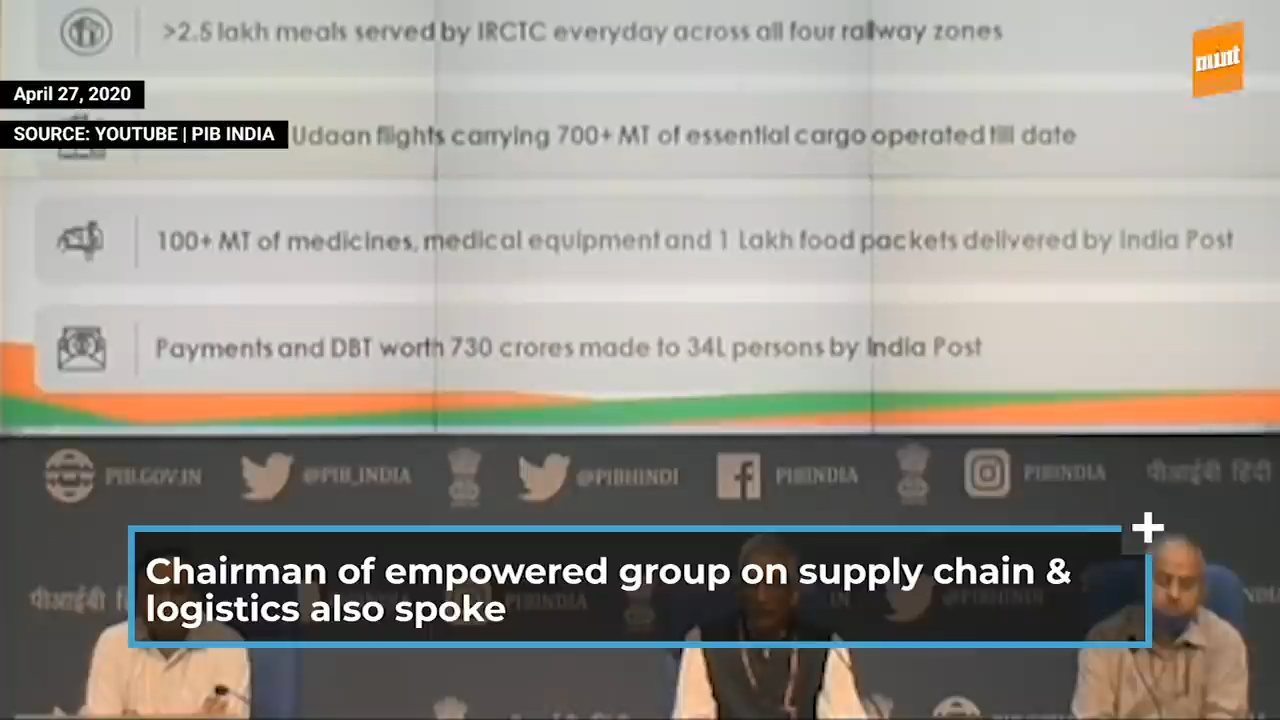 >2.5 lakh meals served by IRCTC everyday across all four railway zones
mint
April 27, 2020
SOURCE: YOUTUBE | PIB INDIA
Udaan flights carrying 700+ MT of essential cargo operated till date
100+ MT of medicines, medical equipment and 1 Lakh food packets delivered by India Post
Payments and DBT worth 730 crores made to 34L persons by India Post
PIB.GOV.IN @PIB_INDIA @PIBHINDI PIBINDIA PIBINDIA पीआईबी हिंदी
Chairman of empowered group on supply chain &
logistics also spoke
पीआईबी PIBINDIA @PIBHINDI